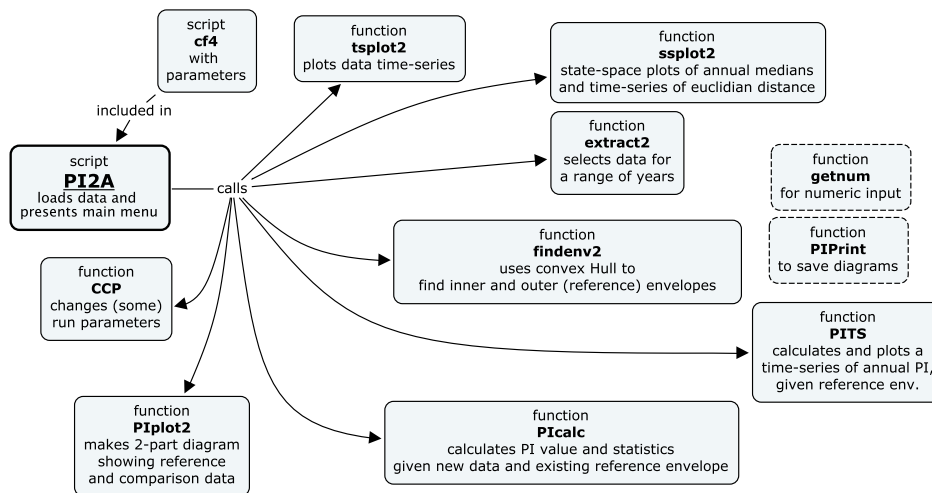 script
cf4
with
parameters
included in
script
PI2A
loads data and
presents main menu
calls
function
tsplot2
plots data time-series
function
ssplot2
state-space plots of annual medians
and time-series of euclidian distance
function
extract2
selects data for
a range of years
function
getnum
for numeric input
function
PIPrint
to save diagrams
function
findenv2
uses convex Hull to
find inner and outer (reference) envelopes
function
CCP
changes (some)
run parameters
function
PITS
calculates and plots a
time-series of annual PI,
given reference env.
function
PIplot2
makes 2-part diagram
showing reference
and comparison data
function
PIcalc
calculates PI value and statistics
given new data and existing reference envelope